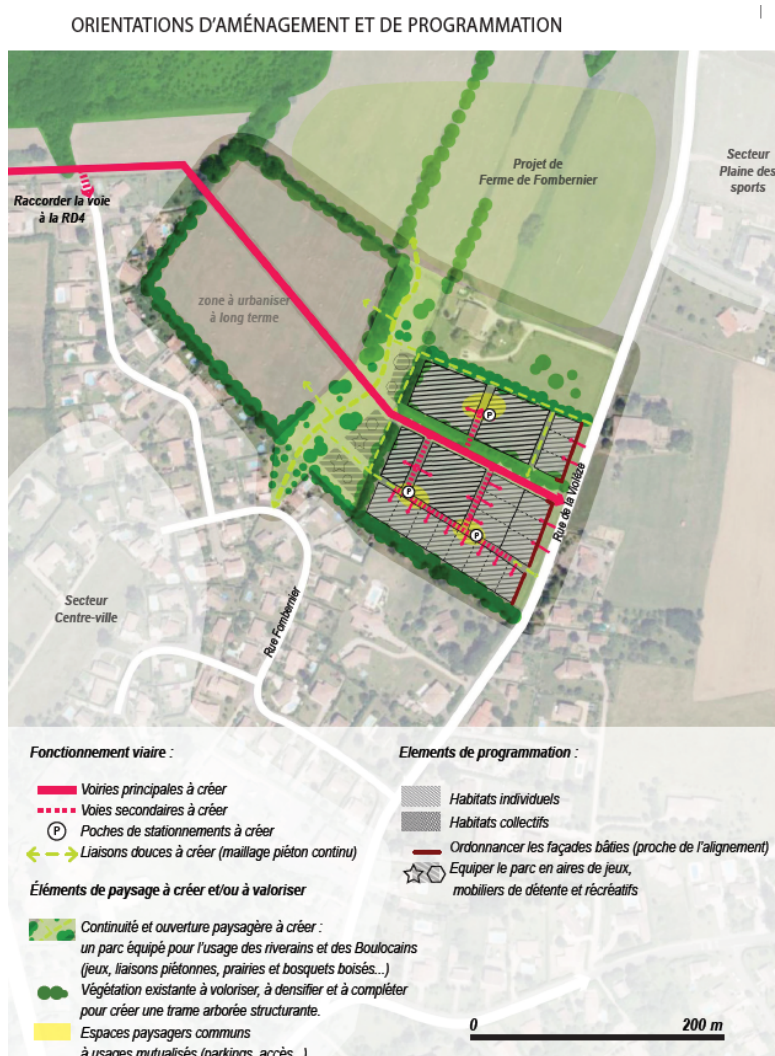 ORIENTATIONS D’AMÉNAGEMENT ET DE PROGRAMMATION
Projet de
Ferme de Fombernier
Secteur
Plaine des
sports
Raccorder la voie
à la RD4
zone à urbaniser
à long terme
P
P
P
Rue de la Violèze
Secteur
Centre-ville
Rue Fombernier
Fonctionnement viaire :
Voiries principales à créer
Voies secondaires à créer
P Poches de stationnements à créer
Liaisons douces à créer (maillage piéton continu)
Éléments de paysage à créer et/ou à valoriser
Continuité et ouverture paysagère à créer :
un parc équipé pour l’usage des riverains et des Boulocains
(jeux, liaisons piétonnes, prairies et bosquets boisés...)
Végétation existante à valoriser, à densifier et à compléter
pour créer une trame arborée structurante.
Espaces paysagers communs
à usages mutualisés (parkings, accès...)
Elements de programmation :
Habitats individuels
Habitats collectifs
Ordonnancer les façades bâties (proche de l’alignement)
Equiper le parc en aires de jeux,
mobiliers de détente et récréatifs
0 200 m